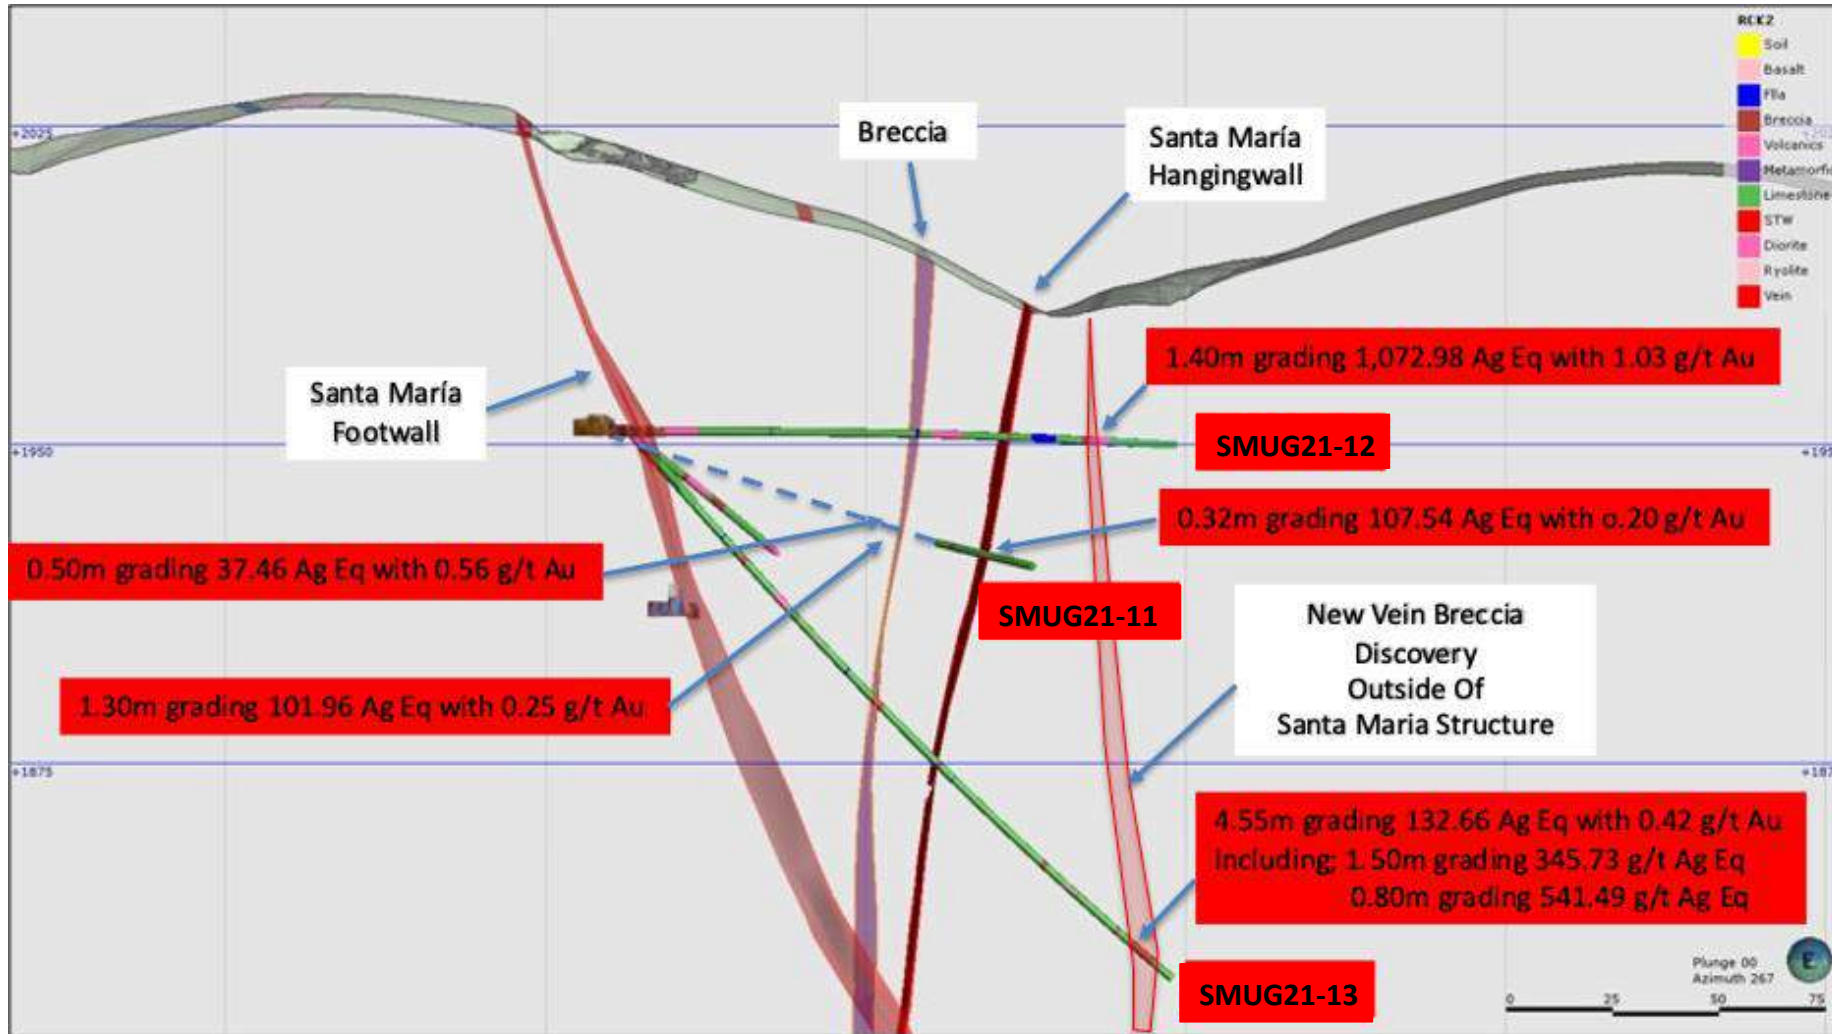 RCK2
Soil
Basalt
Flla
Breccia
Volcanics
Metamorfic
Limestone
STW
Diorite
Ryolite
Vein
+2025
Breccia
Santa María
Hangingwall
1.40m grading 1,072.98 Ag Eq with 1.03 g/t Au
Santa María
Footwall
SMUG21-12
+1950
+195
0.32m grading 107.54 Ag Eq with o.20 g/t Au
0.50m grading 37.46 Ag Eq with 0.56 g/t Au
SMUG21-11
New Vein Breccia
Discovery
Outside Of
Santa Maria Structure
1.30m grading 101.96 Ag Eq with 0.25 g/t Au
+1875
+187
4.55m grading 132.66 Ag Eq with 0.42 g/t Au
Including; 1.50m grading 345.73 g/t Ag Eq
0.80m grading 541.49 g/t Ag Eq
SMUG21-13
Plunge 00
Azimuth 267
E
0 25 50 75